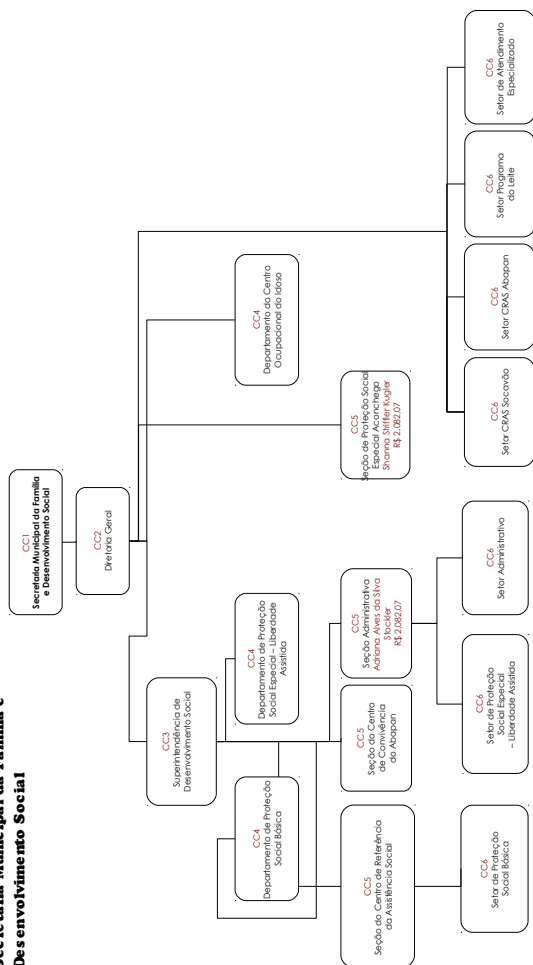 Secretaria Municipal da Família e
Desenvolvimento Social
CC1
Secretaria Municipal da Família
e Desenvolvimento Social
CC2
Diretoria Geral
CC3
Superintendência de
Desenvolvimento Social
CC4
Departamento de Proteção
Social Básica
CC4
Departamento de Proteção
Social Especial – Liberdade
Assistida
CC4
Departamento do Centro
Ocupacional do Idoso
CC5
Seção do Centro de Referência
da Assistência Social
CC5
Seção do Centro
de Convivência
do Abapan
CC5
Seção Administrativa
Adriana Alves da Silva
Stockler
R$ 2.082,07
CC5
Seção de Proteção Social
Especial Aconchego
Shanna Striffler Kugler
R$ 2.082,07
CC6
Setor de Proteção
Social Básica
CC6
Setor de Proteção
Social Especial
– Liberdade Assistida
CC6
Setor Administrativo
CC6
Setor CRAS Socavão
CC6
Setor CRAS Abapan
CC6
Setor Programa
do Leite
CC6
Setor de Atendimento
Especializado